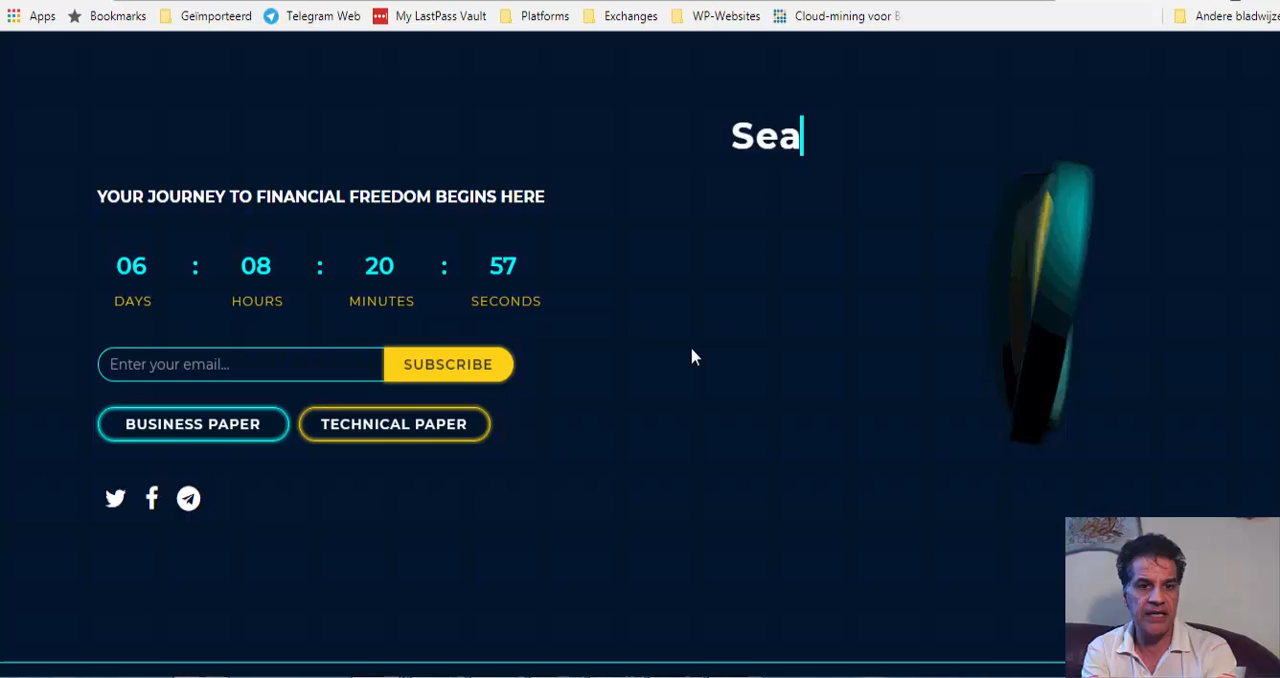 Apps Bookmarks Geïmporteerd Telegram Web My LastPass Vault Platforms Exchanges WP-Websites Cloud-mining voor B Andere bladwijze
Sea
YOUR JOURNEY TO FINANCIAL FREEDOM BEGINS HERE
06 : 08 : 20 : 57
DAYS HOURS MINUTES SECONDS
Enter your email... SUBSCRIBE
BUSINESS PAPER TECHNICAL PAPER